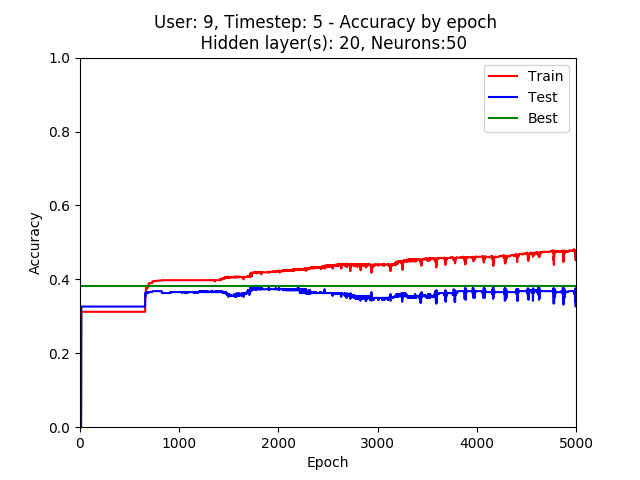 User: 9, Timestep: 5 - Accuracy by epoch
Hidden layer(s): 20, Neurons:50
Train
Test
Best
Accuracy
1.0
0.8
0.6
0.4
0.2
0.0
0 1000 2000 3000 4000 5000
Epoch